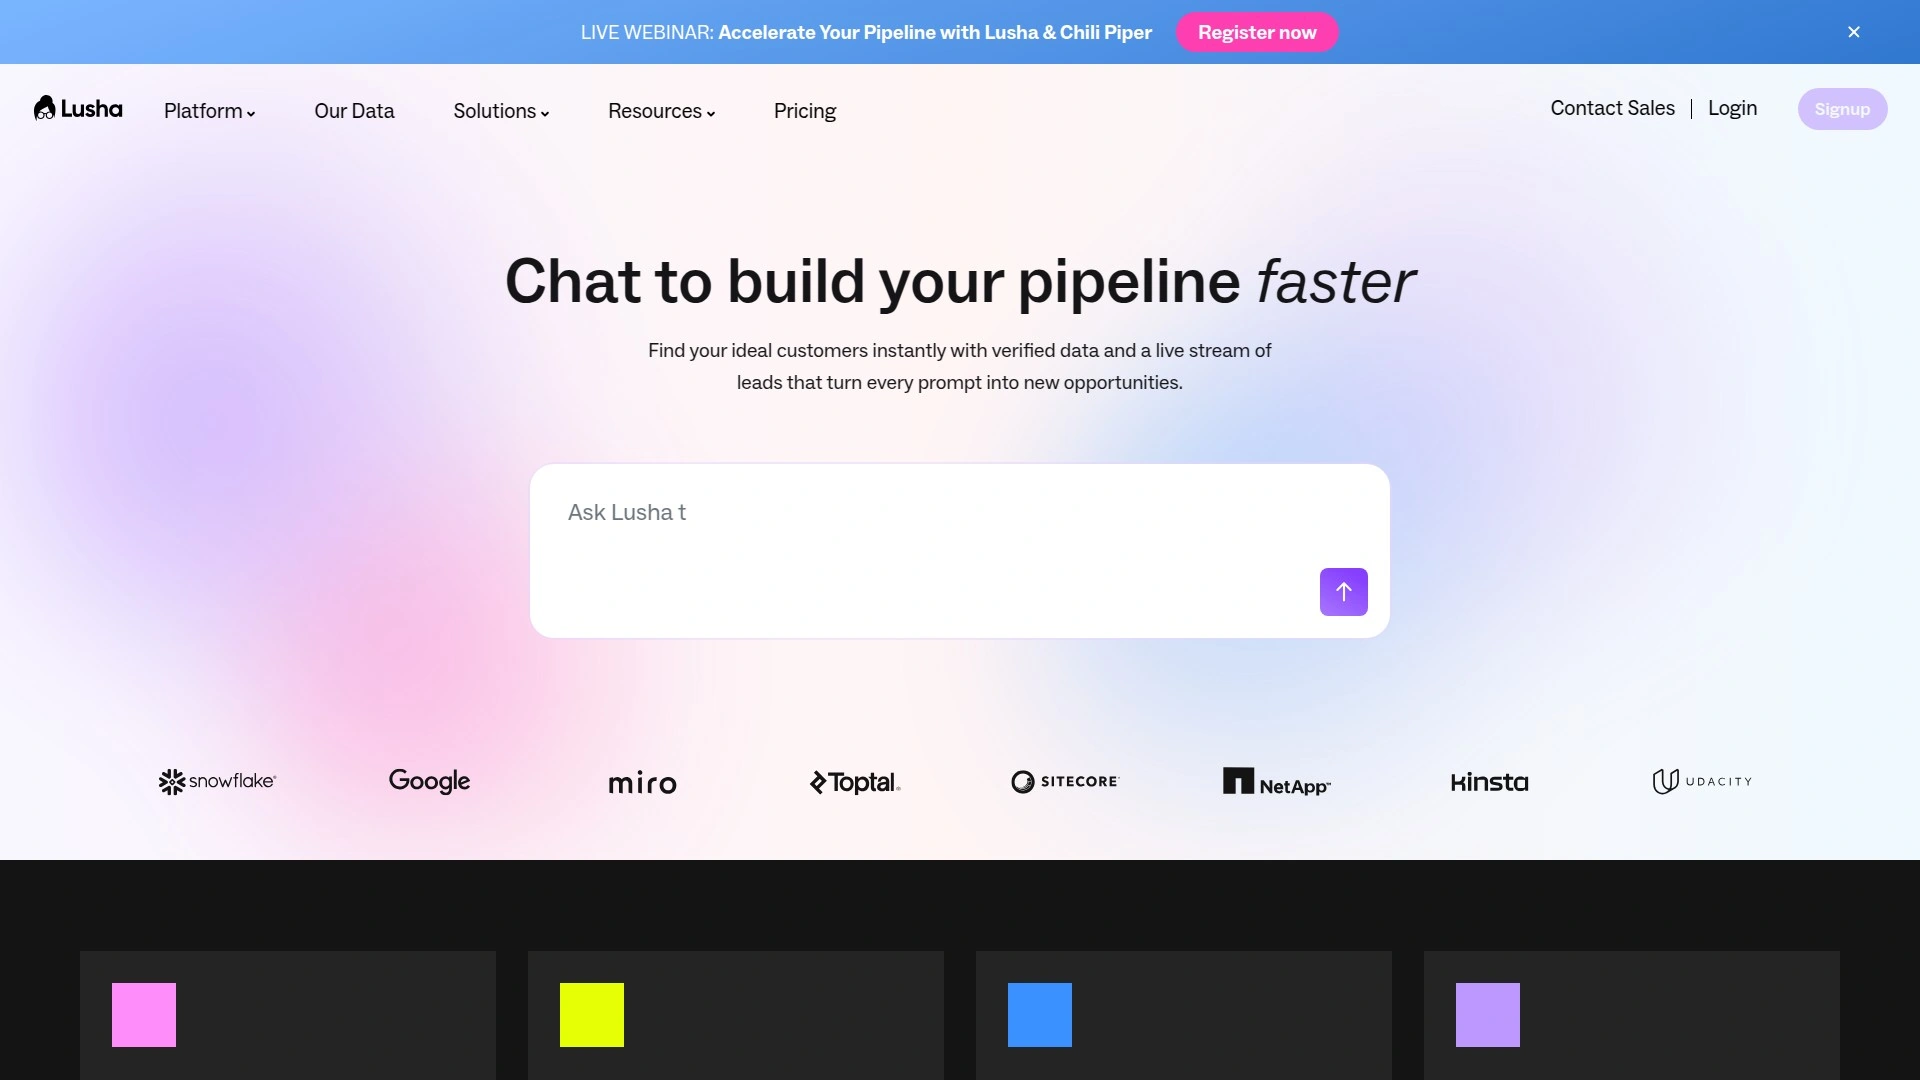 LIVE WEBINAR: Accelerate Your Pipeline with Lusha & Chili Piper Register now
Lusha Platform Our Data Solutions Resources Pricing Contact Sales | Login Signup
Chat to build your pipeline faster
Find your ideal customers instantly with verified data and a live stream of
leads that turn every prompt into new opportunities.
Ask Lusha t
snowflake Google miro Toptal SITECORE NetApp Kinsta UDACITY